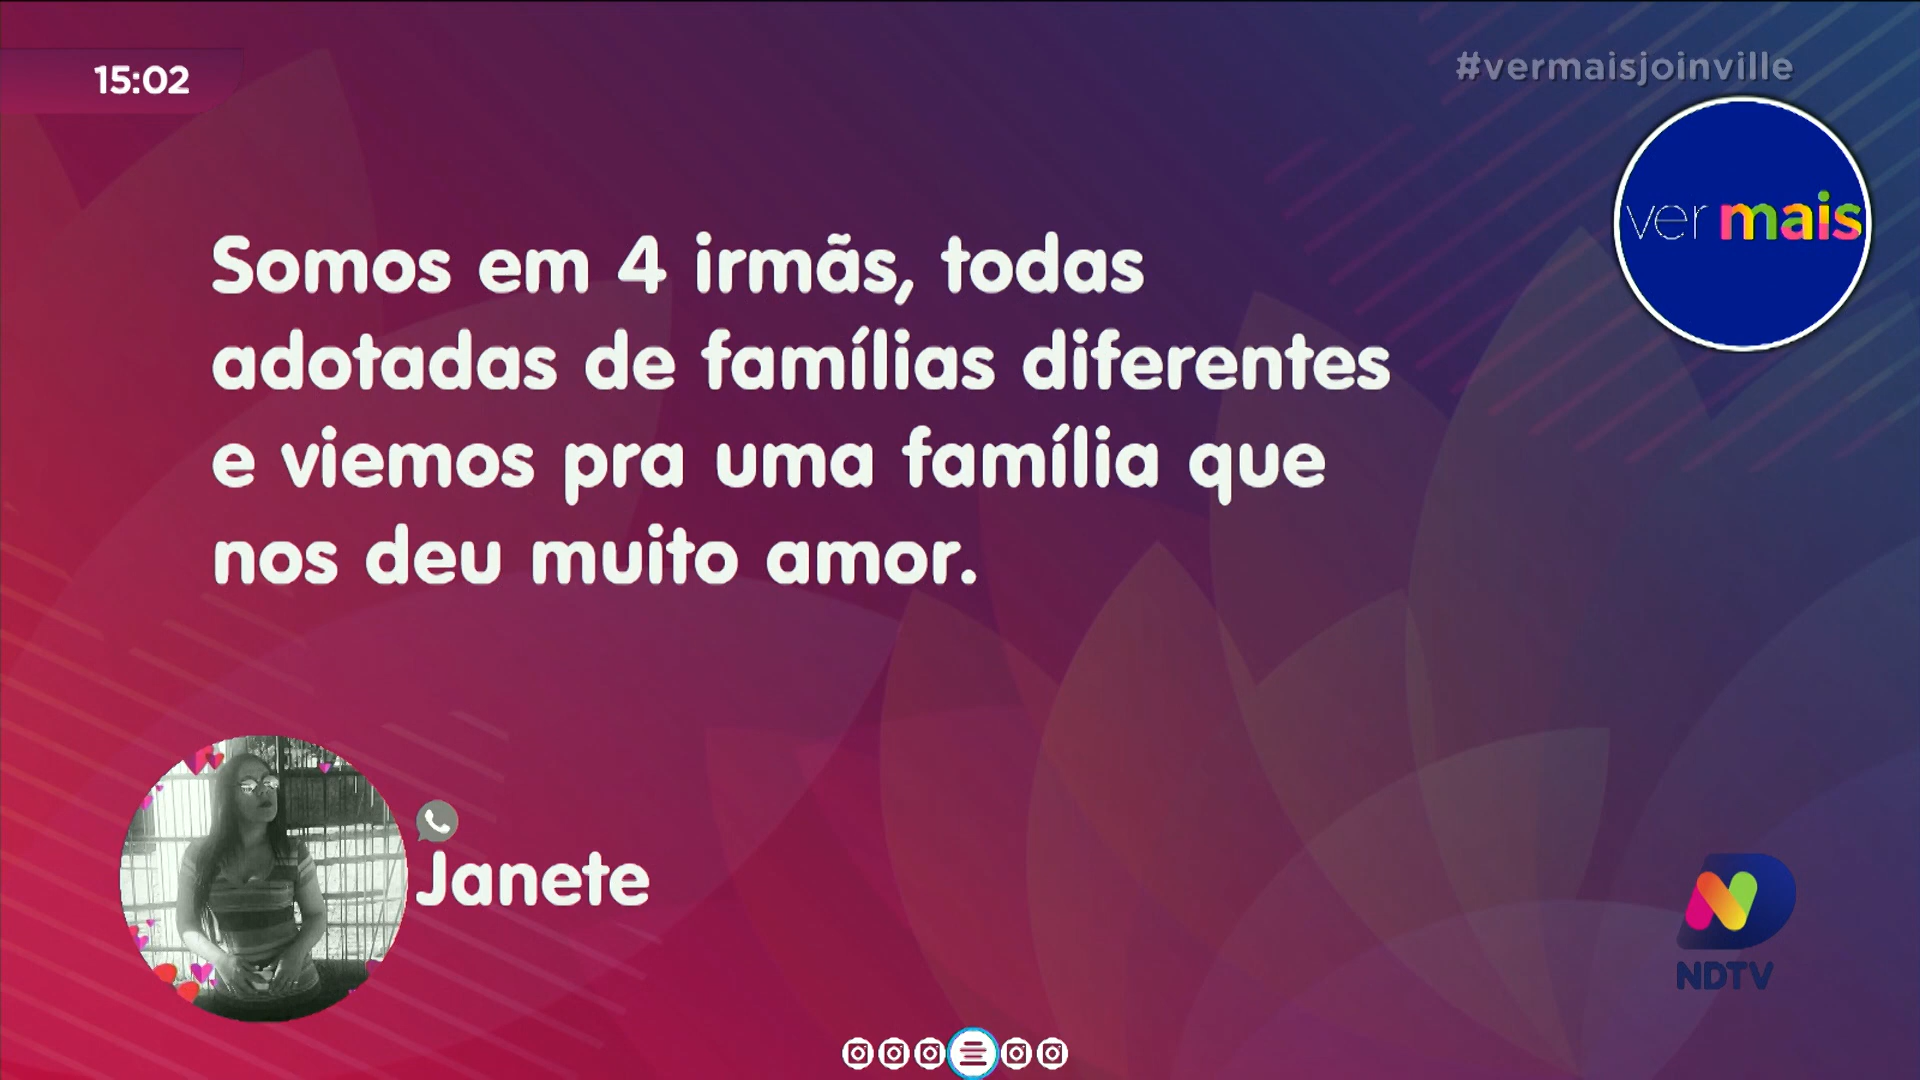 15:02
#vermaisjoinville
ver mais
Somos em 4 irmãs, todas
adotadas de famílias diferentes
e viemos pra uma família que
nos deu muito amor.
Janete
NDTV